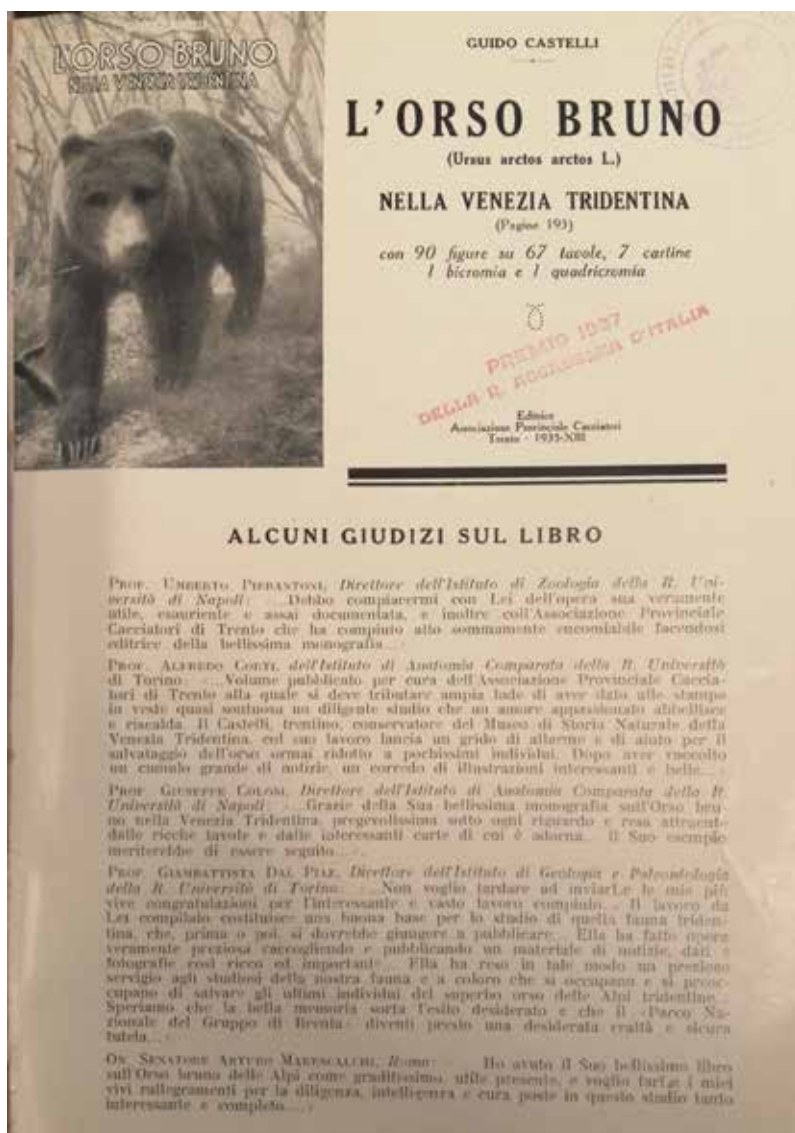 L'ORSO BRUNO
NELLA VENEZIA TRIDENTINA
GUIDO CASTELLI
L'ORSO BRUNO
(Ursus arctos arctos L.)
NELLA VENEZIA TRIDENTINA
(Pagine 193)
con 90 figure su 67 tavole, 7 cartine
1 bicromia e 1 quadricromia
PREMIO 1937
DELLA R. ACCADEMIA D'ITALIA
Editrice
Associazione Provinciale Cacciatori
Trento - 1935-XIII
ALCUNI GIUDIZI SUL LIBRO
PROF. UMBERTO PIERANTONI, Direttore dell'Istituto di Zoologia della R. Uni-
versità di Napoli: ...Debbo compiacermi con Lei dell'opera sua veramente
utile, esauriente e assai documentata, e inoltre coll'Associazione Provinciale
Cacciatori di Trento che ha compiuto atto sommamente encomiabile facendosi
editrice della bellissima monografia...
PROF. ALFREDO CORTI, dell'Istituto di Anatomia Comparata della R. Università
di Torino: ...Volume pubblicato per cura dell'Associazione Provinciale Caccia-
tori di Trento alla quale si deve tributare ampia lode di aver dato alle stampe
in veste quasi sontuosa un diligente studio che un amore appassionato abbellisce
e riscalda. Il Castelli, trentino, conservatore del Museo di Storia Naturale della
Venezia Tridentina, col suo lavoro lancia un grido di allarme e di aiuto per il
salvataggio dell'orso ormai ridotto a pochissimi individui. Dopo aver raccolto
un cumulo grande di notizie, un corredo di illustrazioni interessanti e belle...
PROF. GIUSEPPE COLOSI, Direttore dell'Istituto di Anatomia Comparata della R.
Università di Napoli: ...Grazie della Sua bellissima monografia sull'Orso bru-
no nella Venezia Tridentina, pregevolissima sotto ogni riguardo e resa attraente
dalle ricche tavole e dalle interessanti carte di cui è adorna... Il Suo esempio
meriterebbe di essere seguito...
PROF. GIAMBATTISTA DAL PIAZ, Direttore dell'Istituto di Geologia e Paleontologia
della R. Università di Torino: ...Non voglio tardare ad inviarLe le mie più
vive congratulazioni per l'interessante e vasto lavoro compiuto... Il lavoro da
Lei compilato costituisce una buona base per lo studio di quella fauna triden-
tina, che, prima o poi, si dovrebbe giungere a pubblicare... Ella ha fatto opera
veramente preziosa raccogliendo e pubblicando un materiale di notizie, dati e
fotografie così ricco ed importante... Ella ha reso in tale modo un prezioso
servigio agli studiosi della nostra fauna e a coloro che si occupano e si preoc-
cupano di salvare gli ultimi individui del superbo orso delle Alpi tridentine...
Speriamo che la bella memoria sorta l'esito desiderato e che il «Parco Na-
zionale del Gruppo di Brenta» diventi presto una desiderata realtà e sicura
tutela...
ON. SENATORE ARTURO MARESCALCHI, Roma: Ho avuto il Suo bellissimo libro
sull'Orso bruno delle Alpi come graditissimo, utile presente, e voglio farLe i miei
vivi rallegramenti per la diligenza, intelligenza e cura poste in questo studio tanto
interessante e completo...